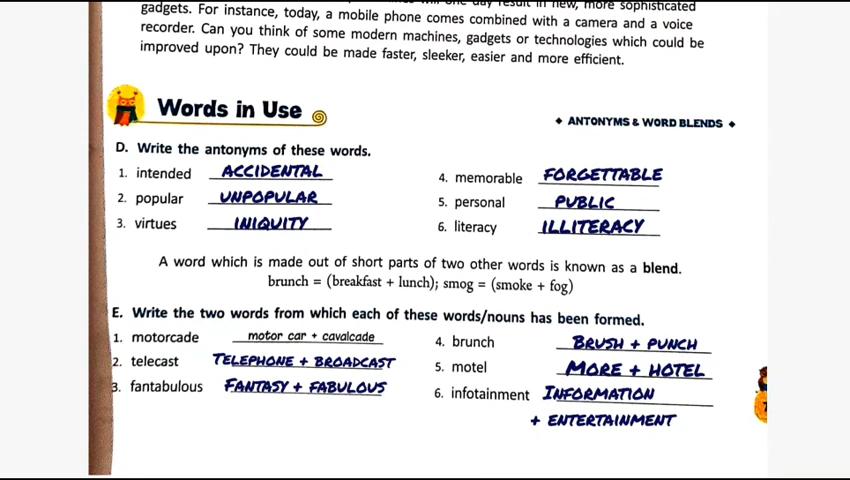 gadgets. For instance, today, a mobile phone comes combined with a camera and a voice
recorder. Can you think of some modern machines, gadgets or technologies which could be
improved upon? They could be made faster, sleeker, easier and more efficient.
Words in Use
ANTONYMS & WORD BLENDS
D. Write the antonyms of these words.
1. intended ACCIDENTAL
2. popular UNPOPULAR
3. virtues INIQUITY
4. memorable FORGETTABLE
5. personal PUBLIC
6. literacy ILLITERACY
A word which is made out of short parts of two other words is known as a blend.
brunch = (breakfast + lunch); smog = (smoke + fog)
E. Write the two words from which each of these words/nouns has been formed.
1. motorcade motor car + cavalcade
2. telecast TELEPHONE + BROADCAST
3. fantabulous FANTASY + FABULOUS
4. brunch BRUSH + PUNCH
5. motel MORE + HOTEL
6. infotainment INFORMATION
+ ENTERTAINMENT